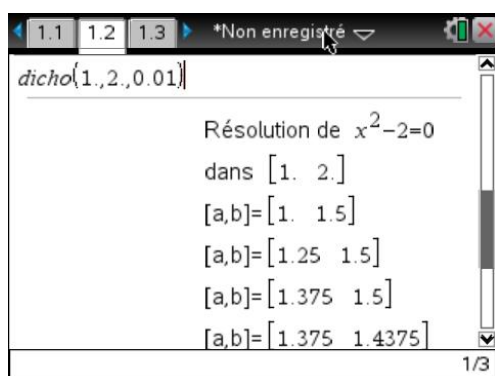 1.1 1.2 1.3 *Non enregistré
dicho(1.,2.,0.01)
Résolution de x²−2=0
dans [1. 2.]
[a,b]=[1. 1.5]
[a,b]=[1.25 1.5]
[a,b]=[1.375 1.5]
[a,b]=[1.375 1.4375]
1/3